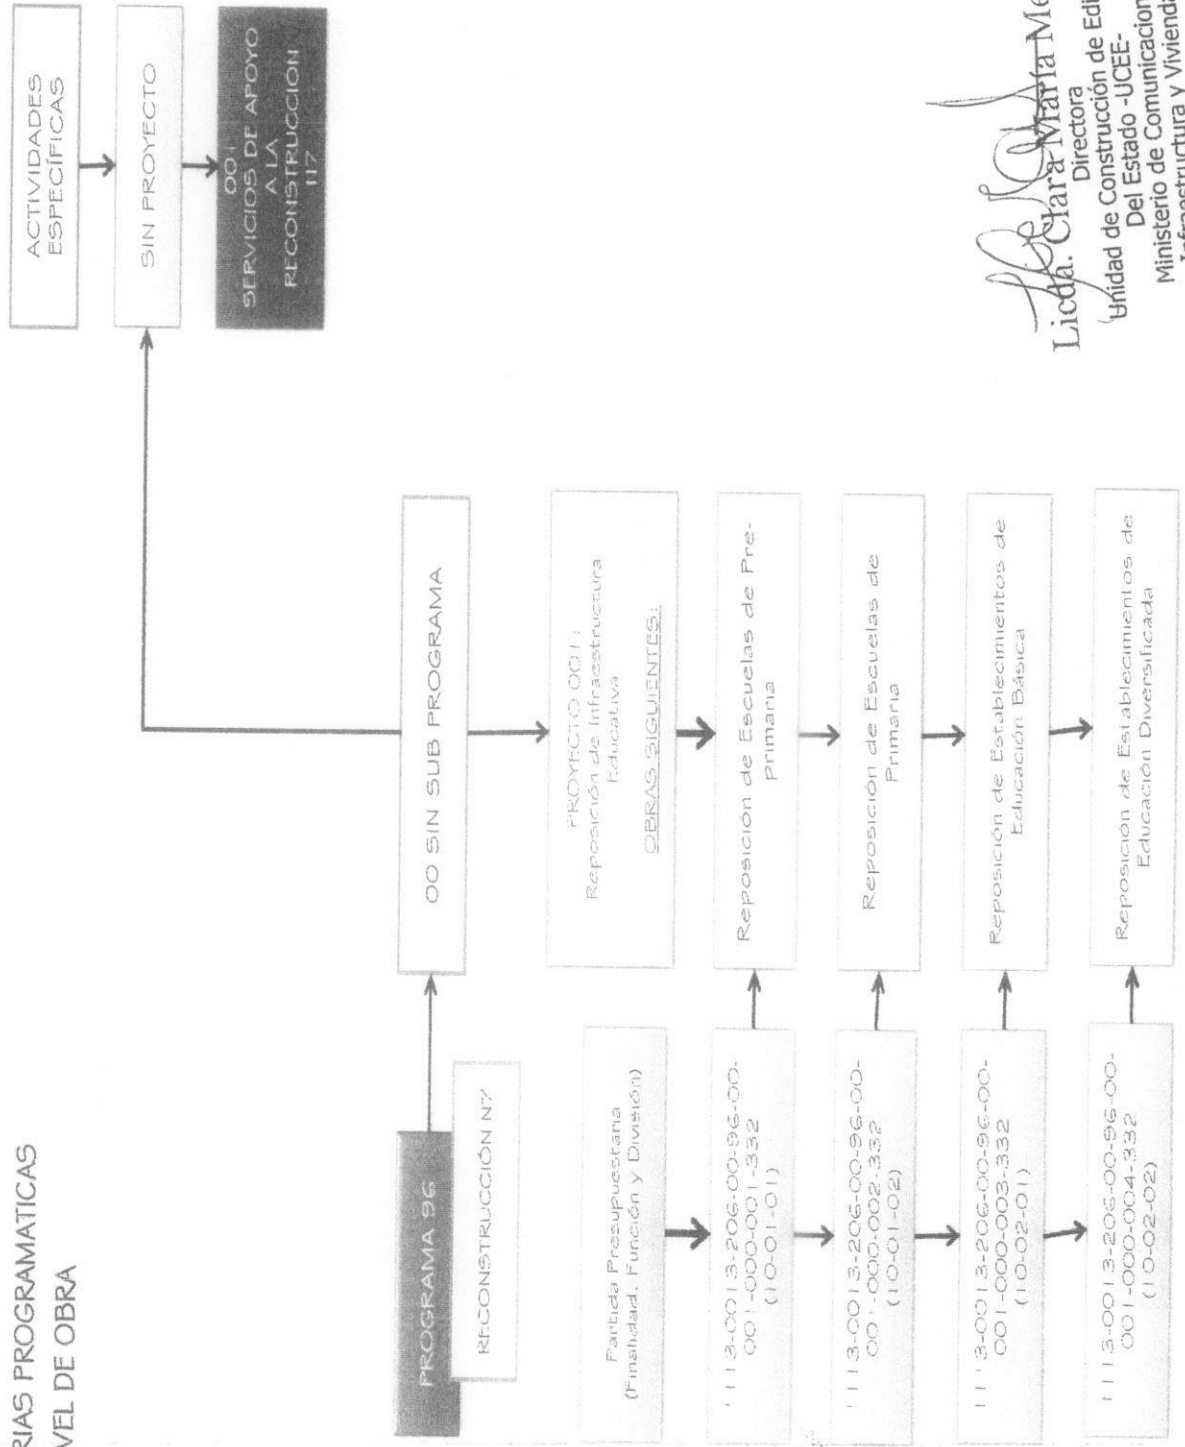 RIAS PROGRAMATICAS
VEL DE OBRA
ACTIVIDADES
ESPECÍFICAS
SIN PROYECTO
001:
SERVICIOS DE APOYO
A LA
RECONSTRUCCIÓN
N7
PROGRAMA 96
RECONSTRUCCIÓN N7
00 SIN SUB PROGRAMA
PROYECTO 001:
Reposición de Infraestructura
Educativa
OBRAS SIGUIENTES:
Partida Presupuestaria
(Finalidad, Función y División)
1113-0013-206-00-96-00-
001-000-001-332
(10-01-01)
Reposición de Escuelas de Pre-
primaria
1113-0013-206-00-96-00-
001-000-002-332
(10-01-02)
Reposición de Escuelas de
Primaria
1113-0013-206-00-96-00-
001-000-003-332
(10-02-01)
Reposición de Establecimientos de
Educación Básica
1113-0013-206-00-96-00-
001-000-004-332
(10-02-02)
Reposición de Establecimientos de
Educación Diversificada
Licda. Clara María Me
Directora
Unidad de Construcción de Edi
Del Estado -UCEE-
Ministerio de Comunicacion
Infraestructura y Vivienda